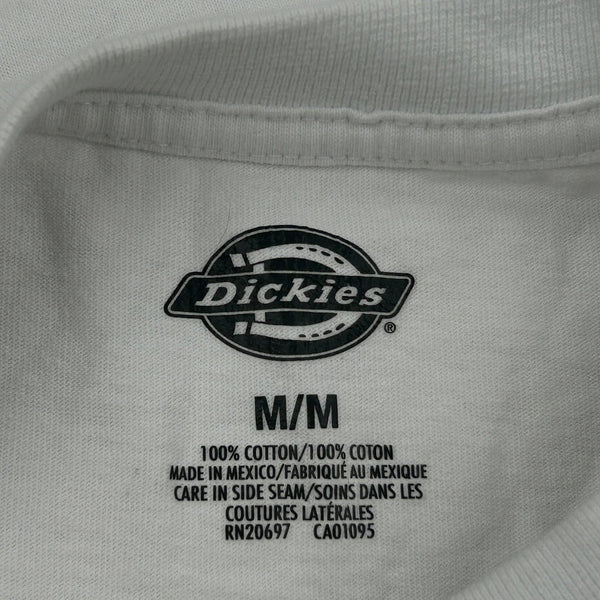 Dickies®
M/M
100% COTTON/100% COTON
MADE IN MEXICO/FABRIQUÉ AU MEXIQUE
CARE IN SIDE SEAM/SOINS DANS LES
COUTURES LATÉRALES
RN20697 CA01095